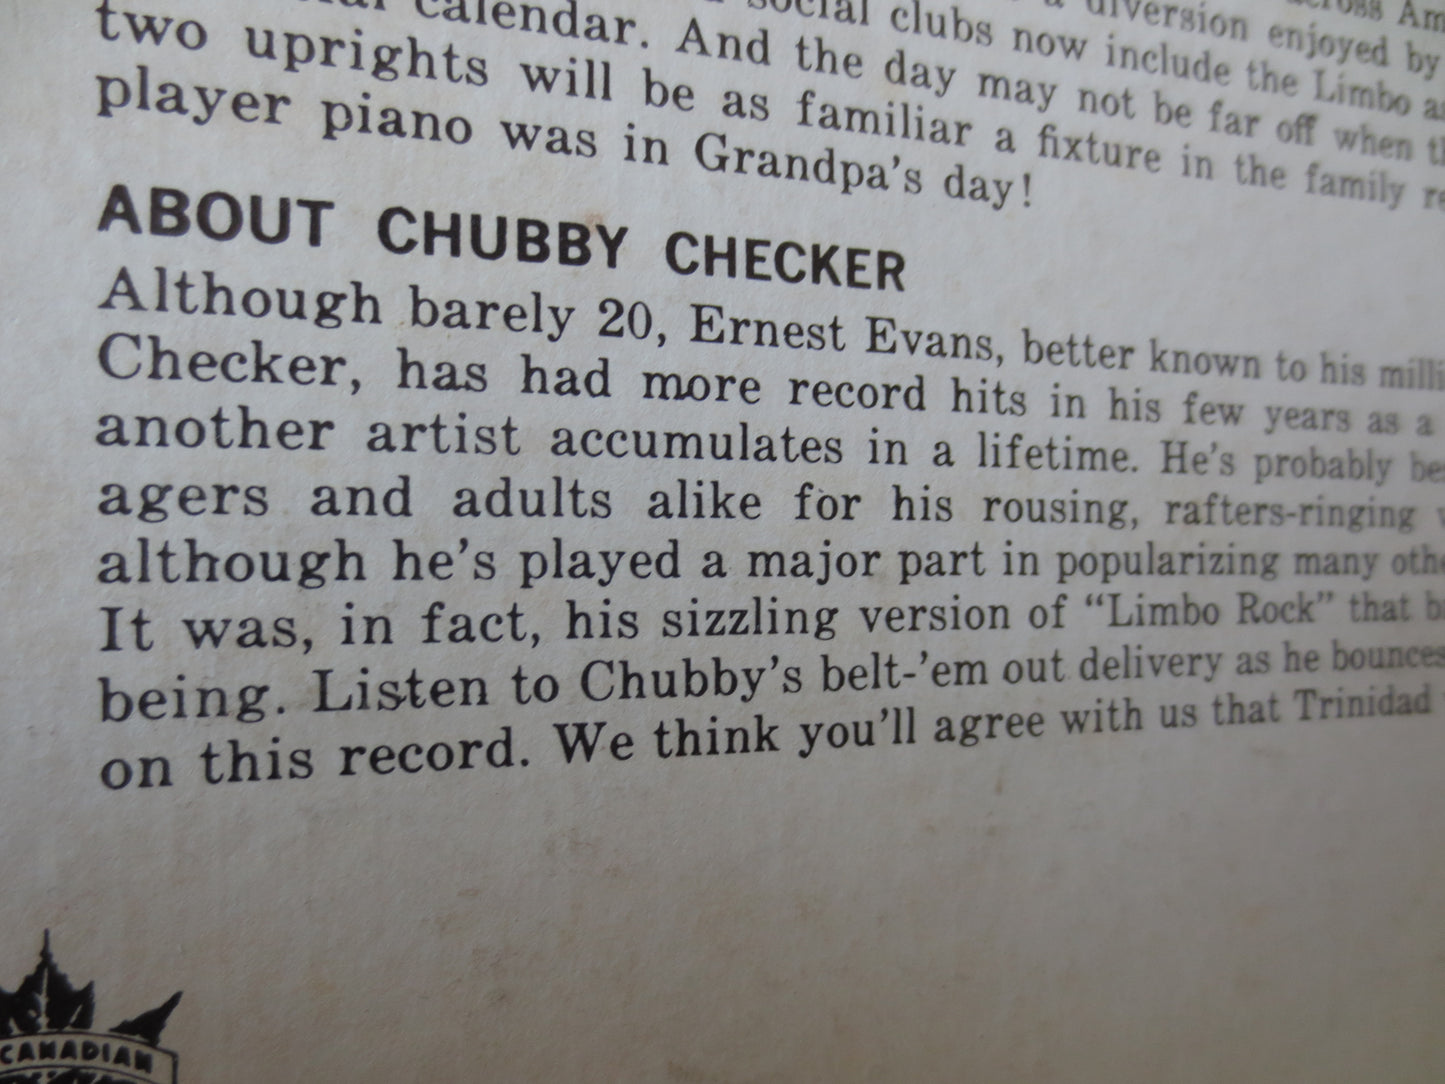 social clubs now include the Limbo
calendar. And the day may not be far off when
two uprights will be as familiar a fixture in the family
player piano was in Grandpa's day!
ABOUT CHUBBY CHECKER
Although barely 20, Ernest Evans, better known to his
Checker, has had more record hits in his few years as a
another artist accumulates in a lifetime. He's probably
agers and adults alike for his rousing, rafters-ringing
although he's played a major part in popularizing many
It was, in fact, his sizzling version of "Limbo Rock" that
being. Listen to Chubby's belt-'em out delivery as he bounces
on this record. We think you'll agree with us that Trinidad
CANADIAN